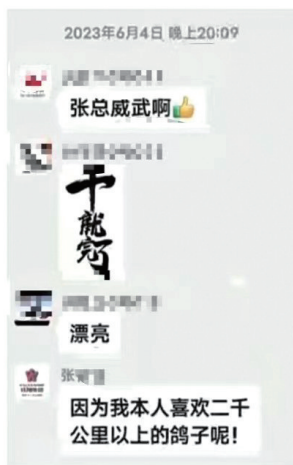 2023年6月4日 晚上20:09
张总威武啊👍
干
就
完了
漂亮
张
因为我本人喜欢二千
公里以上的鸽子呢！